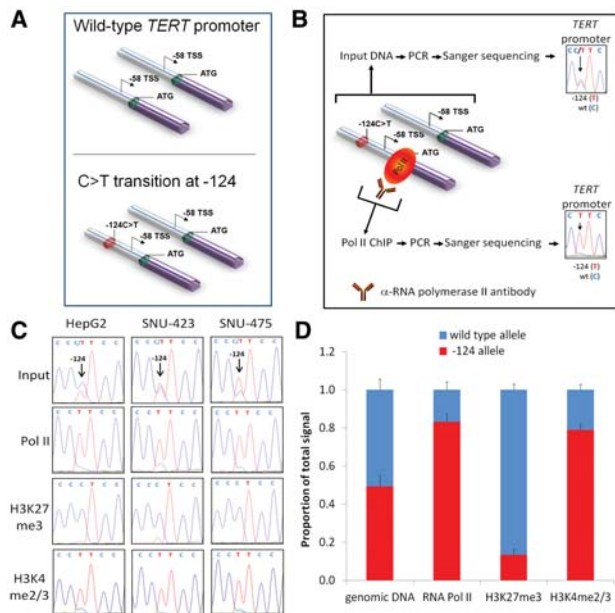 A
Wild-type TERT promoter
-58 TSS
ATG
-58 TSS
ATG
C>T transition at -124
-58 TSS
-124C>T
ATG
-58 TSS
ATG
B
TERT
promoter
Input DNA PCR Sanger sequencing
C C/T T C
-124 (T)
wt (C)
-58 TSS
-124C>T
ATG
-58 TSS
Pol II
ATG
TERT
promoter
Pol II ChIP PCR Sanger sequencing
C T T C
-124 (T)
wt (C)
α-RNA polymerase II antibody
C
HepG2 SNU-423 SNU-475
Input
C C C/T T C C
C C C/T T C C
C C C/T T C C
-124 -124 -124
Pol II
C C T T C C
C C T T C C
C C T T C C
H3K27
me3
C C C T C C
C C C T C C
C C C T C C
H3K4
me2/3
C C T T C C
C C T T C C
C C T T C C
D
wild type allele
-124 allele
Proportion of total signal
1.2
1.0
0.8
0.6
0.4
0.2
0.0
genomic DNA RNA Pol II H3K27me3 H3K4me2/3